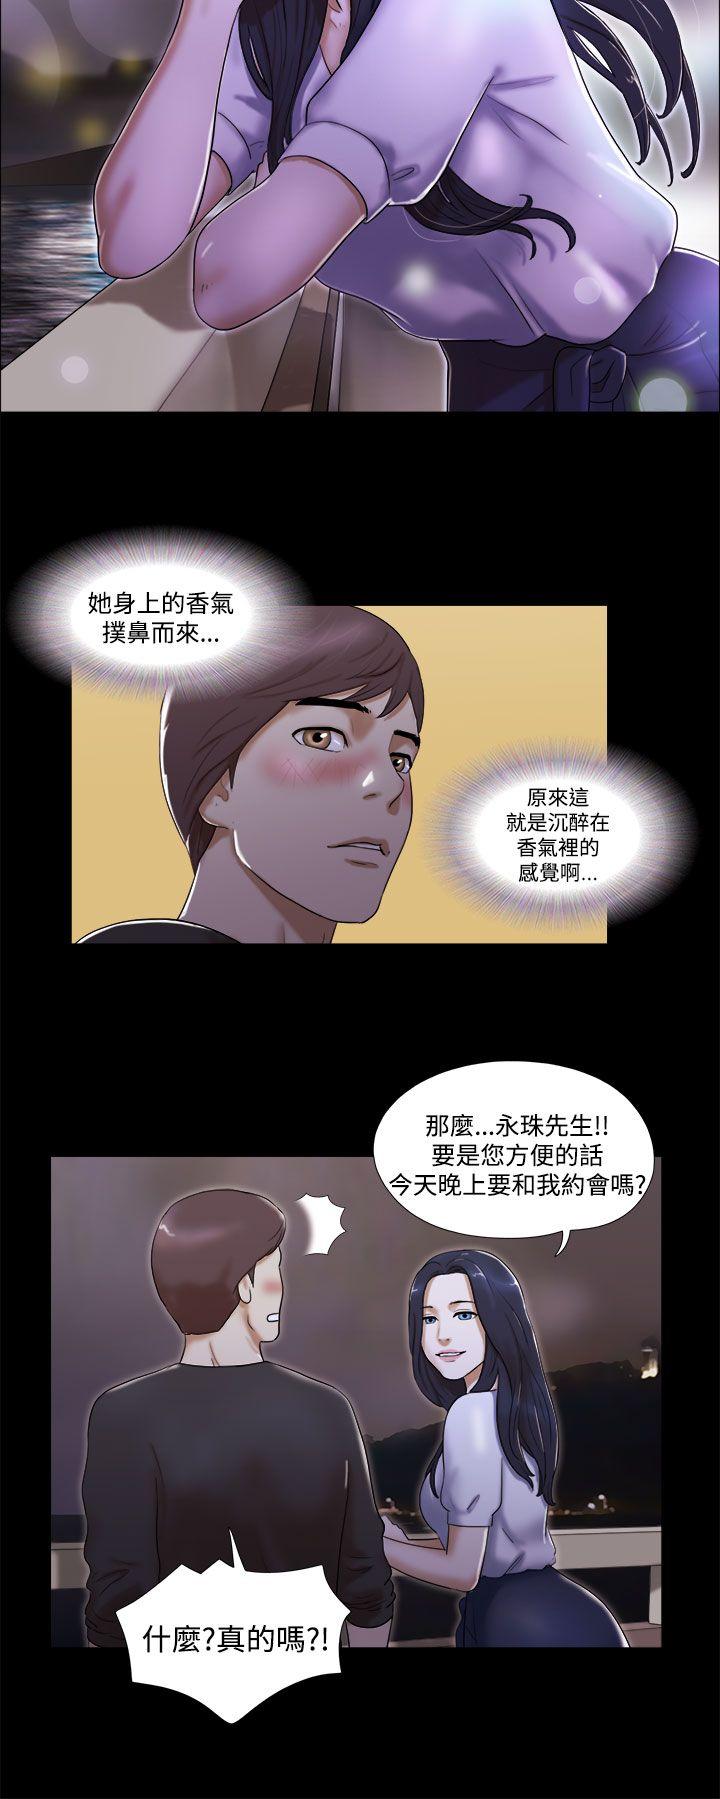 她身上的香氣
撲鼻而來...
原來這
就是沉醉在
香氣裡的
感覺啊...
那麼...永珠先生!!
要是您方便的話
今天晚上要和我約會嗎?
什麼?真的嗎?!